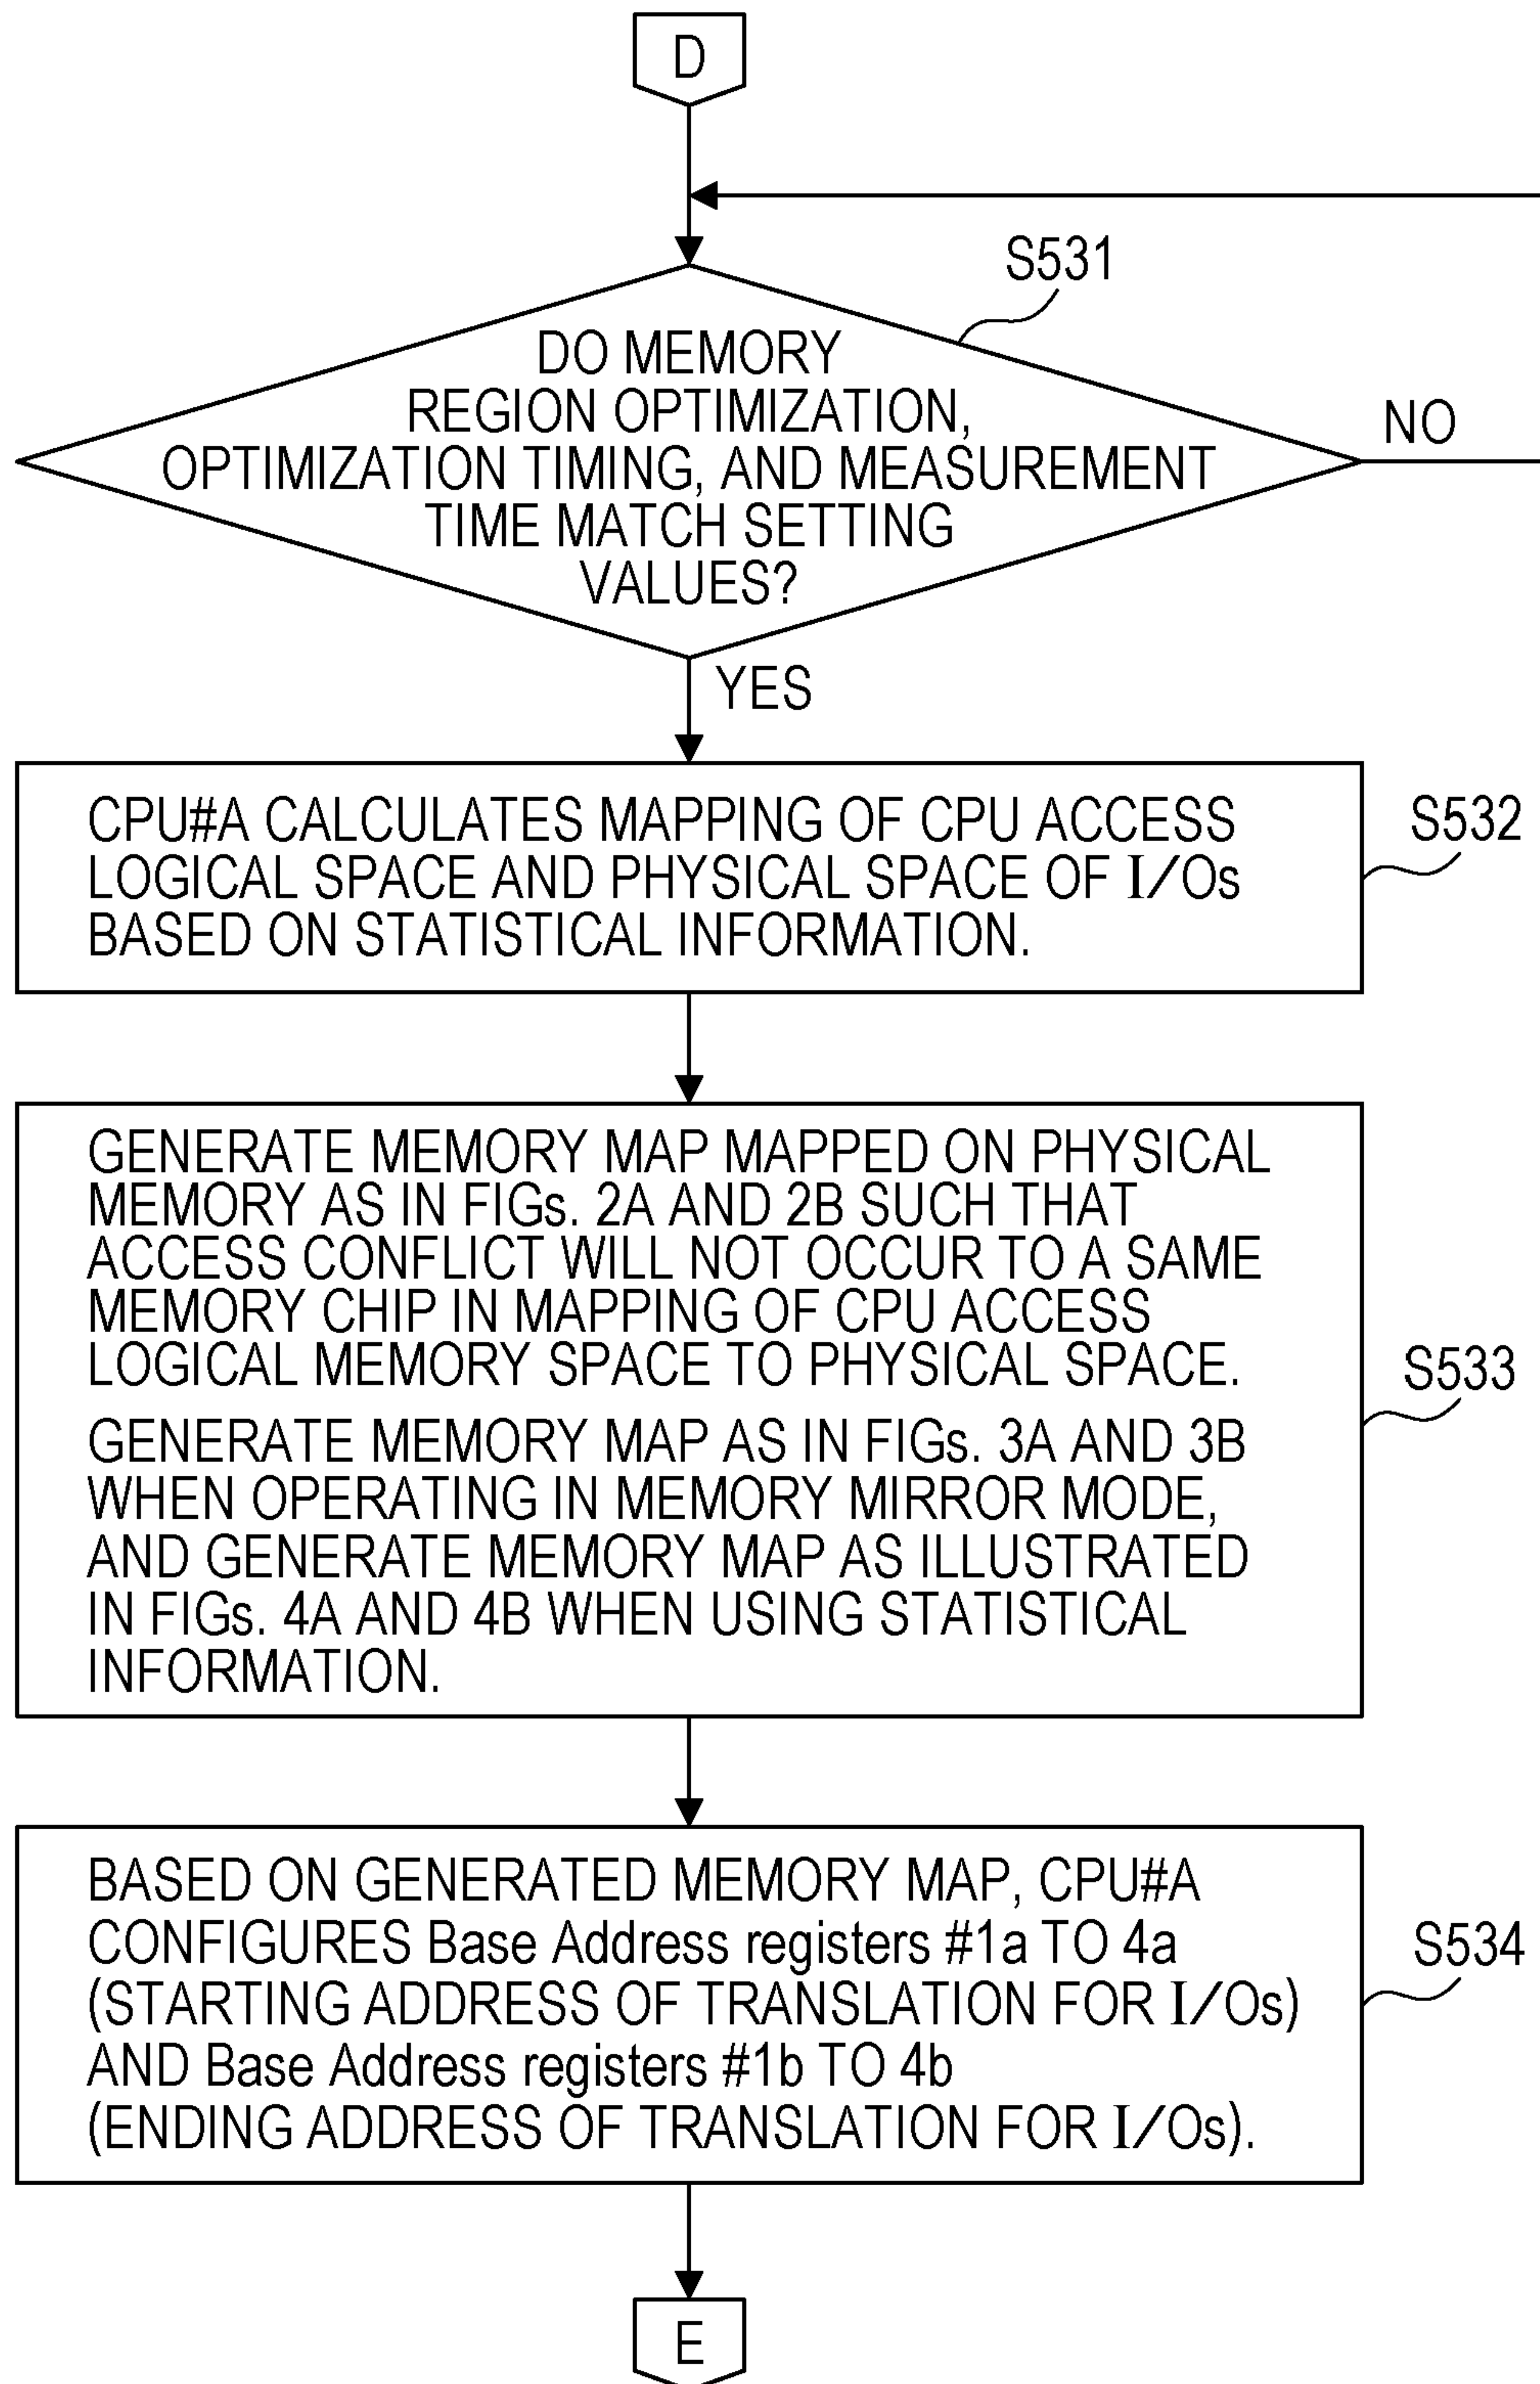 D
S531
DO MEMORY
REGION OPTIMIZATION,
OPTIMIZATION TIMING, AND MEASUREMENT
TIME MATCH SETTING
VALUES?
NO
YES
CPU#A CALCULATES MAPPING OF CPU ACCESS
LOGICAL SPACE AND PHYSICAL SPACE OF I/Os
BASED ON STATISTICAL INFORMATION.
S532
GENERATE MEMORY MAP MAPPED ON PHYSICAL
MEMORY AS IN FIGs. 2A AND 2B SUCH THAT
ACCESS CONFLICT WILL NOT OCCUR TO A SAME
MEMORY CHIP IN MAPPING OF CPU ACCESS
LOGICAL MEMORY SPACE TO PHYSICAL SPACE.
GENERATE MEMORY MAP AS IN FIGs. 3A AND 3B
WHEN OPERATING IN MEMORY MIRROR MODE,
AND GENERATE MEMORY MAP AS ILLUSTRATED
IN FIGs. 4A AND 4B WHEN USING STATISTICAL
INFORMATION.
S533
BASED ON GENERATED MEMORY MAP, CPU#A
CONFIGURES Base Address registers #1a TO 4a
(STARTING ADDRESS OF TRANSLATION FOR I/Os)
AND Base Address registers #1b TO 4b
(ENDING ADDRESS OF TRANSLATION FOR I/Os).
S534
E